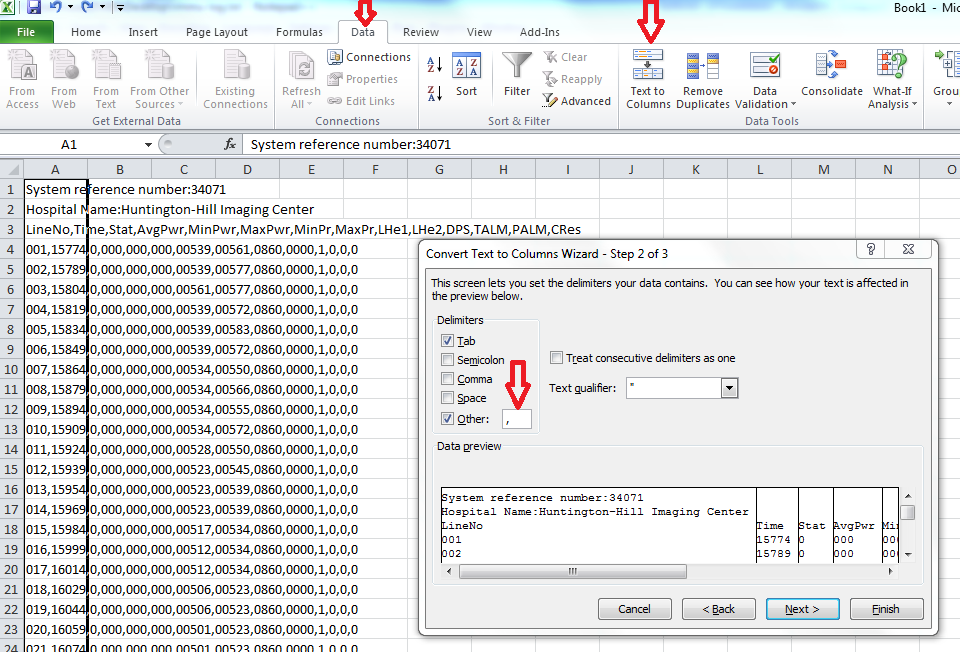 Book1 - Mic
File Home Insert Page Layout Formulas Data Review View Add-Ins
From Access
From Web
From Text
From Other Sources
Existing Connections
Get External Data
Refresh All
Connections
Properties
Edit Links
Connections
Sort
Filter
Clear
Reapply
Advanced
Sort & Filter
Text to Columns
Remove Duplicates
Data Validation
Consolidate
What-If Analysis
Data Tools
Grou
A1 fx System reference number:34071
A B C D E F G H I J K L M N O
1 System reference number:34071
2 Hospital Name:Huntington-Hill Imaging Center
3 LineNo,Time,Stat,AvgPwr,MinPwr,MaxPwr,MinPr,MaxPr,LHe1,LHe2,DPS,TALM,PALM,CRes
4 001,15774,0,000,000,000,00539,00561,0860,0000,1,0,0,0
5 002,15789,0,000,000,000,00539,00577,0860,0000,1,0,0,0
6 003,15804,0,000,000,000,00561,00577,0860,0000,1,0,0,0
7 004,15819,0,000,000,000,00539,00572,0860,0000,1,0,0,0
8 005,15834,0,000,000,000,00539,00583,0860,0000,1,0,0,0
9 006,15849,0,000,000,000,00539,00572,0860,0000,1,0,0,0
10 007,15864,0,000,000,000,00534,00550,0860,0000,1,0,0,0
11 008,15879,0,000,000,000,00534,00566,0860,0000,1,0,0,0
12 009,15894,0,000,000,000,00534,00555,0860,0000,1,0,0,0
13 010,15909,0,000,000,000,00534,00572,0860,0000,1,0,0,0
14 011,15924,0,000,000,000,00528,00550,0860,0000,1,0,0,0
15 012,15939,0,000,000,000,00523,00545,0860,0000,1,0,0,0
16 013,15954,0,000,000,000,00523,00539,0860,0000,1,0,0,0
17 014,15969,0,000,000,000,00523,00539,0860,0000,1,0,0,0
18 015,15984,0,000,000,000,00517,00534,0860,0000,1,0,0,0
19 016,15999,0,000,000,000,00512,00534,0860,0000,1,0,0,0
20 017,16014,0,000,000,000,00512,00534,0860,0000,1,0,0,0
21 018,16029,0,000,000,000,00506,00523,0860,0000,1,0,0,0
22 019,16044,0,000,000,000,00506,00523,0860,0000,1,0,0,0
23 020,16059,0,000,000,000,00501,00523,0860,0000,1,0,0,0
24 021,16074,0,000,000,000,00501,00523,0860,0000,1,0,0,0
Convert Text to Columns Wizard - Step 2 of 3
This screen lets you set the delimiters your data contains. You can see how your text is affected in
the preview below.
Delimiters
Tab
Semicolon
Comma
Space
Other: ,
Treat consecutive delimiters as one
Text qualifier: "
Data preview
System reference number:34071
Hospital Name:Huntington-Hill Imaging Center
LineNo Time Stat AvgPwr Min
001 15774 0 000 000
002 15789 0 000 000
Cancel < Back Next > Finish